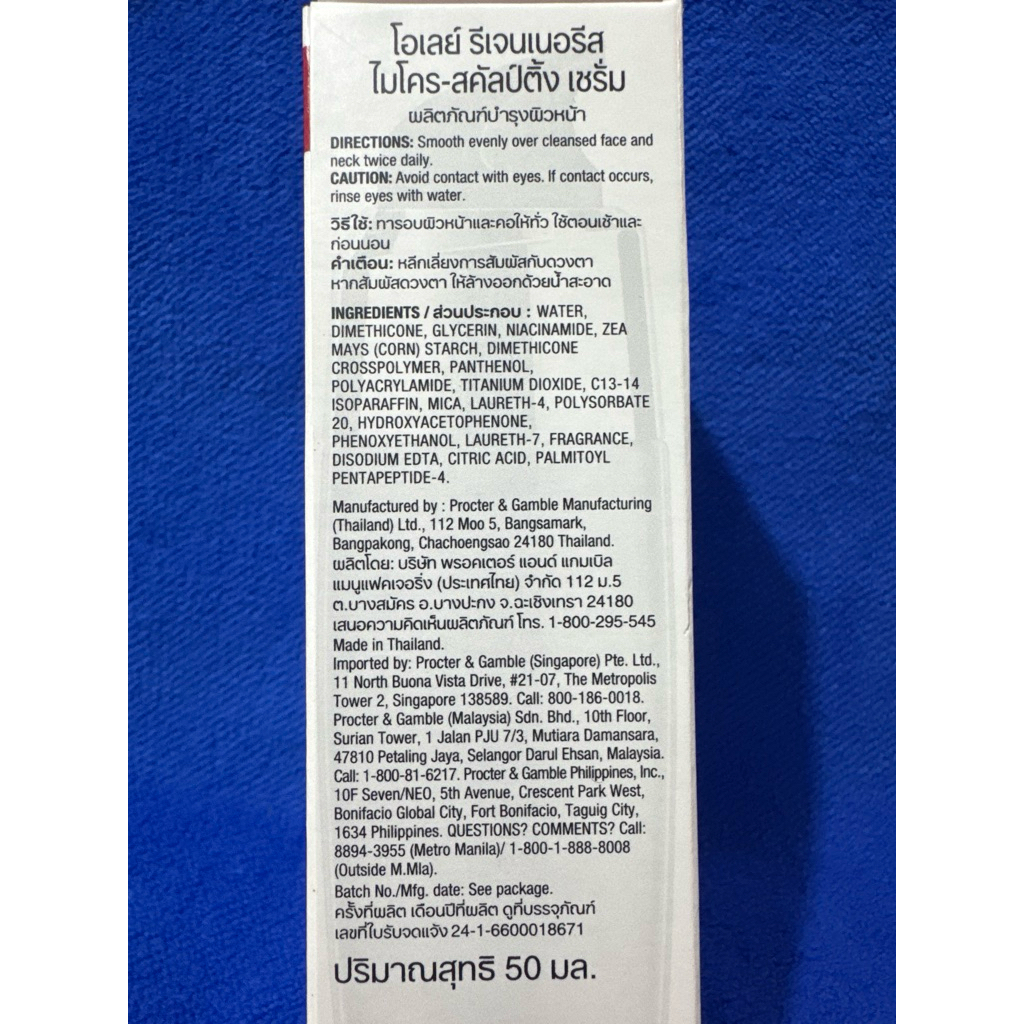 โอเลย์ รีเจนเนอรีส
ไมโคร-สคัลป์ติ้ง เซรั่ม
ผลิตภัณฑ์บำรุงผิวหน้า
DIRECTIONS: Smooth evenly over cleansed face and
neck twice daily.
CAUTION: Avoid contact with eyes. If contact occurs,
rinse eyes with water.
วิธีใช้: ทารอบผิวหน้าและคอให้ทั่ว ใช้ตอนเช้าและ
ก่อนนอน
คำเตือน: หลีกเลี่ยงการสัมผัสกับดวงตา
หากสัมผัสดวงตา ให้ล้างออกด้วยน้ำสะอาด
INGREDIENTS / ส่วนประกอบ : WATER,
DIMETHICONE, GLYCERIN, NIACINAMIDE, ZEA
MAYS (CORN) STARCH, DIMETHICONE
CROSSPOLYMER, PANTHENOL,
POLYACRYLAMIDE, TITANIUM DIOXIDE, C13-14
ISOPARAFFIN, MICA, LAURETH-4, POLYSORBATE
20, HYDROXYACETOPHENONE,
PHENOXYETHANOL, LAURETH-7, FRAGRANCE,
DISODIUM EDTA, CITRIC ACID, PALMITOYL
PENTAPEPTIDE-4.
Manufactured by : Procter & Gamble Manufacturing
(Thailand) Ltd., 112 Moo 5, Bangsamark,
Bangpakong, Chachoengsao 24180 Thailand.
ผลิตโดย: บริษัท พรอคเตอร์ แอนด์ แกมเบิล
แมนูแฟคเจอริ่ง (ประเทศไทย) จำกัด 112 ม.5
ต.บางสมัคร อ.บางปะกง จ.ฉะเชิงเทรา 24180
เสนอความคิดเห็นผลิตภัณฑ์ โทร. 1-800-295-545
Made in Thailand.
Imported by: Procter & Gamble (Singapore) Pte. Ltd.,
11 North Buona Vista Drive, #21-07, The Metropolis
Tower 2, Singapore 138589. Call: 800-186-0018.
Procter & Gamble (Malaysia) Sdn. Bhd., 10th Floor,
Surian Tower, 1 Jalan PJU 7/3, Mutiara Damansara,
47810 Petaling Jaya, Selangor Darul Ehsan, Malaysia.
Call: 1-800-81-6217. Procter & Gamble Philippines, Inc.,
10F Seven/NEO, 5th Avenue, Crescent Park West,
Bonifacio Global City, Fort Bonifacio, Taguig City,
1634 Philippines. QUESTIONS? COMMENTS? Call:
8894-3955 (Metro Manila)/ 1-800-1-888-8008
(Outside M.Mla).
Batch No./Mfg. date: See package.
ครั้งที่ผลิต เดือนปีที่ผลิต ดูที่บรรจุภัณฑ์
เลขที่ใบรับจดแจ้ง 24-1-6600018671
ปริมาณสุทธิ 50 มล.